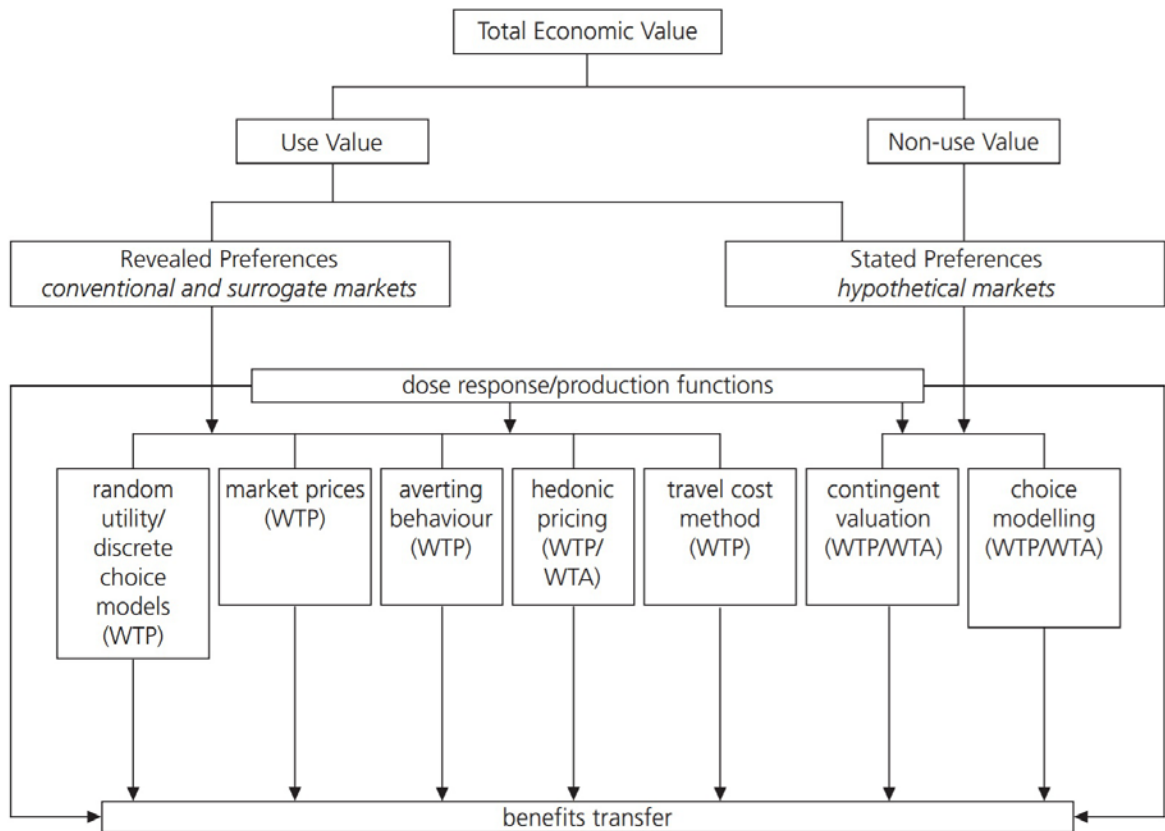 Total Economic Value
Use Value
Non-use Value
Revealed Preferences
conventional and surrogate markets
Stated Preferences
hypothetical markets
dose response/production functions
random
utility/
discrete
choice
models
(WTP)
market prices
(WTP)
averting
behaviour
(WTP)
hedonic
pricing
(WTP/
WTA)
travel cost
method
(WTP)
contingent
valuation
(WTP/WTA)
choice
modelling
(WTP/WTA)
benefits transfer